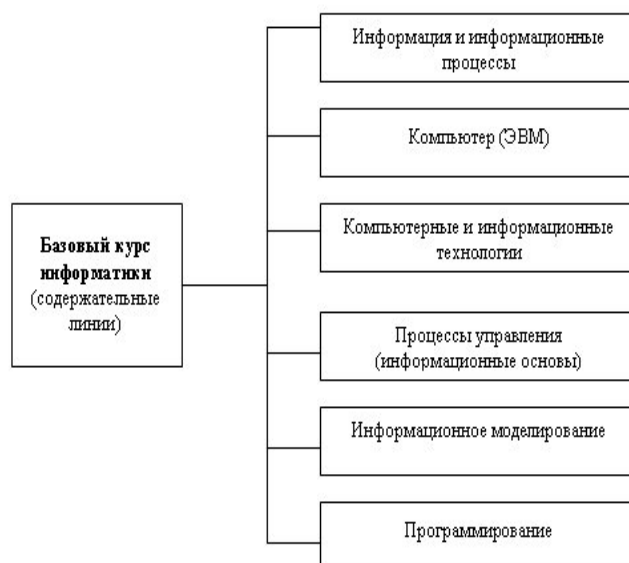 Базовый курс
информатики
(содержательные
линии)
Информация и информационные
процессы
Компьютер (ЭВМ)
Компьютерные и информационные
технологии
Процессы управления
(информационные основы)
Информационное моделирование
Программирование